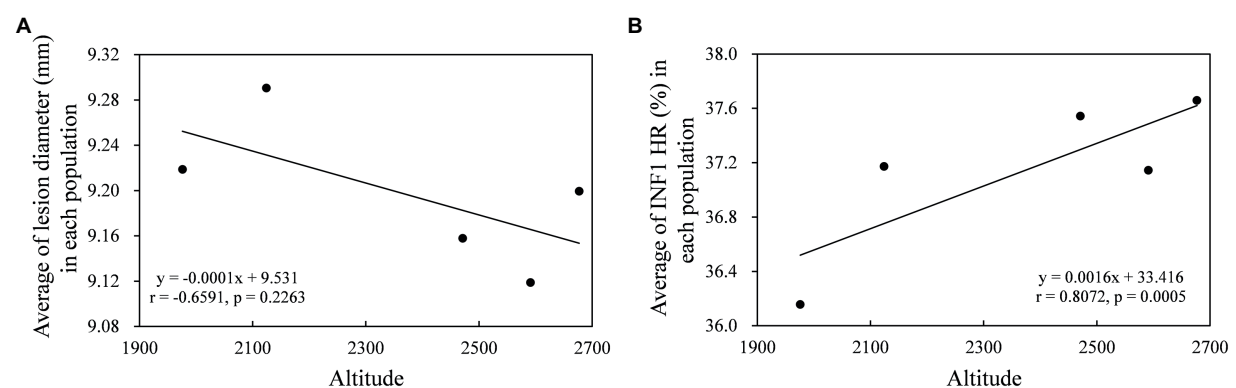 A
Average of lesion diameter (mm)
in each population
9.32
9.28
9.24
9.20
9.16
9.12
9.08
y = -0.0001x + 9.531
r = -0.6591, p = 0.2263
1900
2100
2300
2500
2700
Altitude
B
Average of INF1 HR (%) in
each population
38.0
37.6
37.2
36.8
36.4
36.0
y = 0.0016x + 33.416
r = 0.8072, p = 0.0005
1900
2100
2300
2500
2700
Altitude